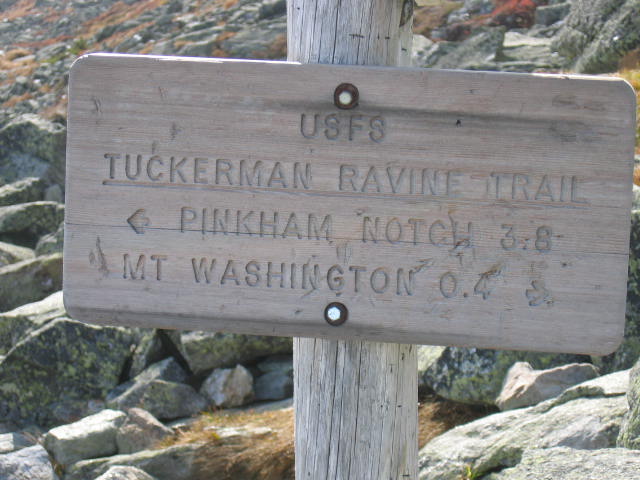 USFS
TUCKERMAN RAVINE TRAIL
← PINKHAM NOTCH 3.8
MT WASHINGTON 0.4 →